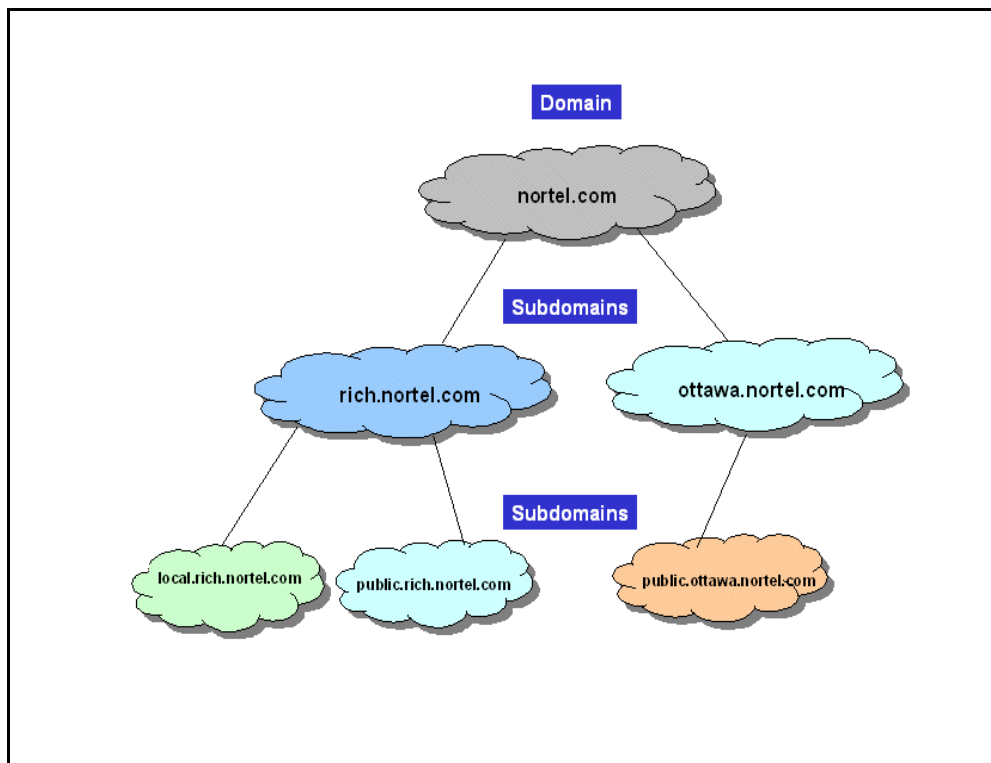 Domain
nortel.com
Subdomains
rich.nortel.com
ottawa.nortel.com
Subdomains
local.rich.nortel.com
public.rich.nortel.com
public.ottawa.nortel.com